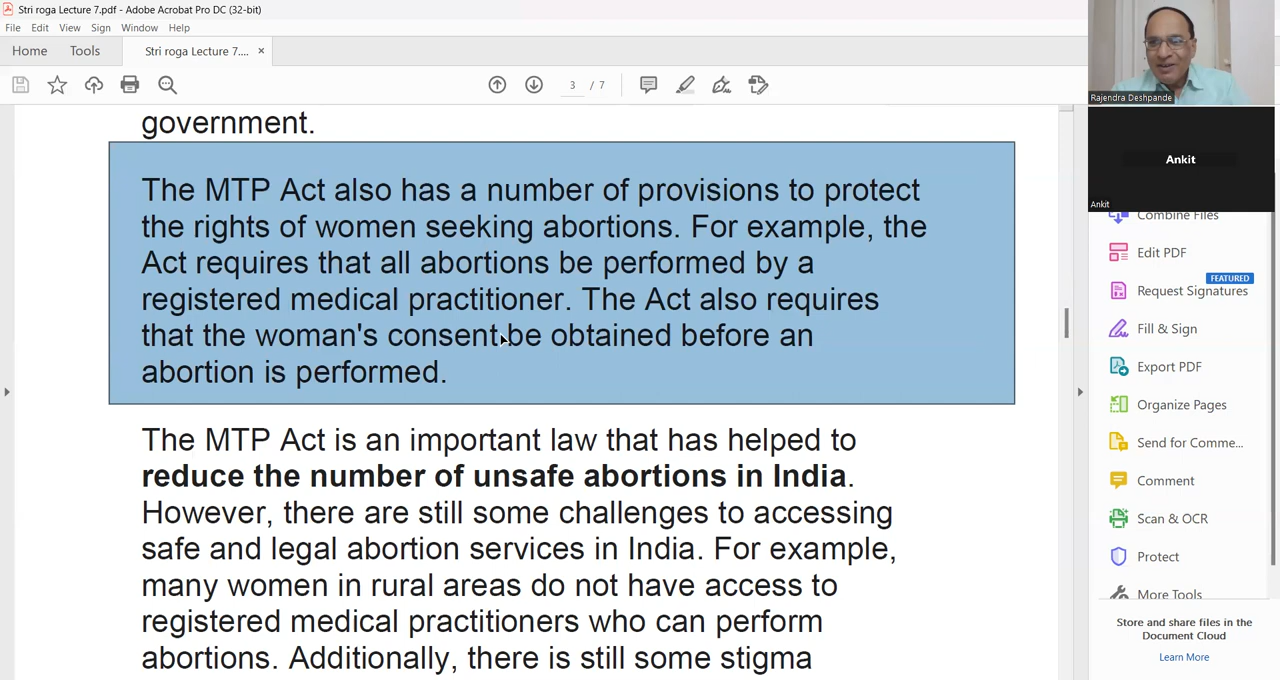 Stri roga Lecture 7.pdf - Adobe Acrobat Pro DC (32-bit)
File Edit View Sign Window Help
Home Tools Stri roga Lecture 7.... ×
3 / 7
government.
The MTP Act also has a number of provisions to protect
the rights of women seeking abortions. For example, the
Act requires that all abortions be performed by a
registered medical practitioner. The Act also requires
that the woman's consent be obtained before an
abortion is performed.
The MTP Act is an important law that has helped to
reduce the number of unsafe abortions in India.
However, there are still some challenges to accessing
safe and legal abortion services in India. For example,
many women in rural areas do not have access to
registered medical practitioners who can perform
abortions. Additionally, there is still some stigma
Rajendra Deshpande
Ankit
Ankit
Combine Files
Edit PDF
FEATURED
Request Signatures
Fill & Sign
Export PDF
Organize Pages
Send for Comme...
Comment
Scan & OCR
Protect
More Tools
Store and share files in the
Document Cloud
Learn More